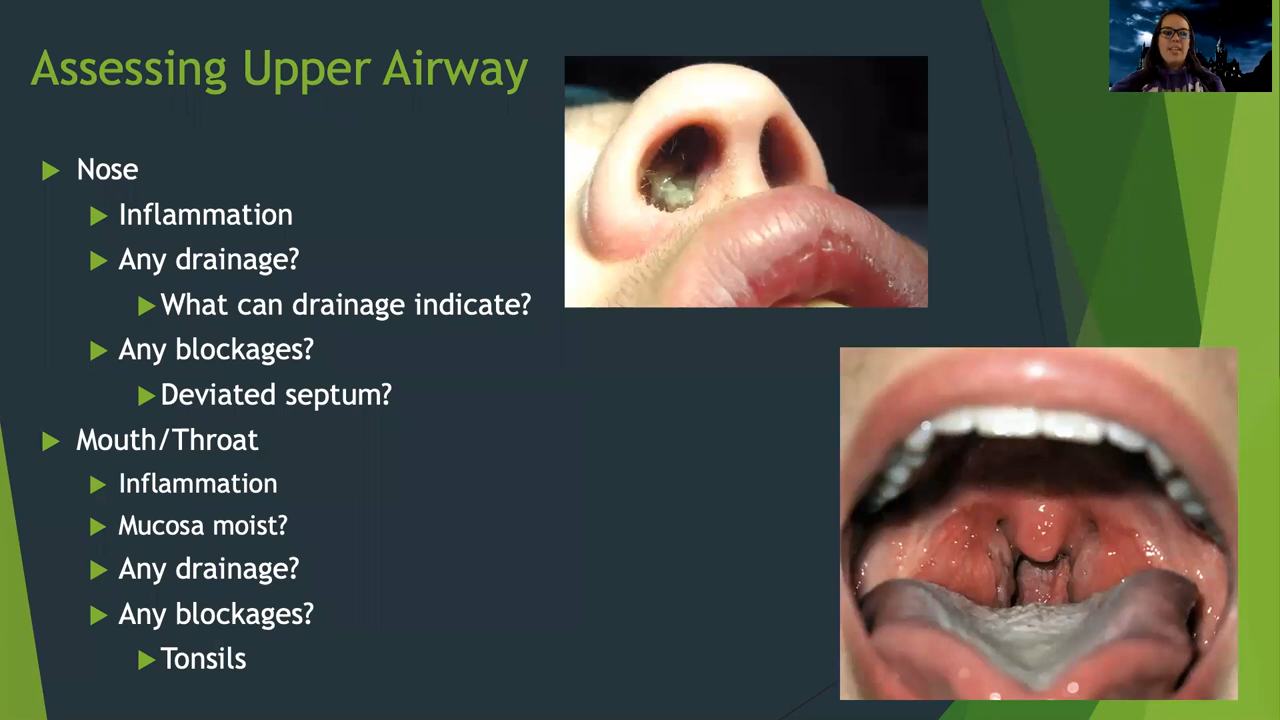 Assessing Upper Airway
Nose
Inflammation
Any drainage?
What can drainage indicate?
Any blockages?
Deviated septum?
Mouth/Throat
Inflammation
Mucosa moist?
Any drainage?
Any blockages?
Tonsils